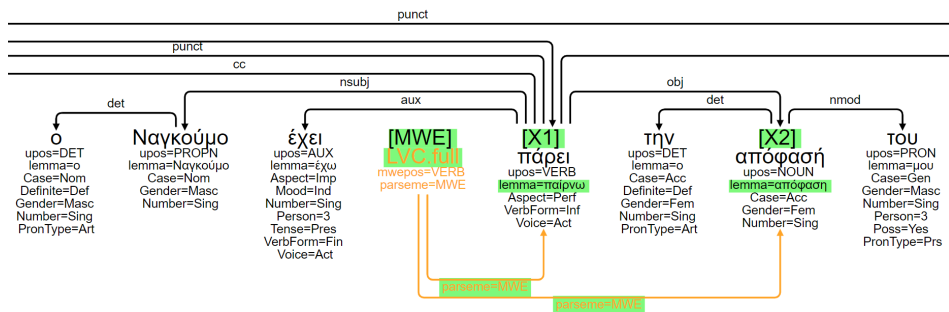 punct
punct
cc
nsubj
obj
det
aux
det
nmod
ο Ναγκούμο έχει [MWE] [X1] την [X2] του
LVC.full πάρει απόφασή
upos=DET
lemma=ο
Case=Nom
Definite=Def
Gender=Masc
Number=Sing
PronType=Art
upos=PROPN
lemma=Ναγκούμο
Case=Nom
Gender=Masc
Number=Sing
upos=AUX
lemma=έχω
Aspect=Imp
Mood=Ind
Number=Sing
Person=3
Tense=Pres
VerbForm=Fin
Voice=Act
mwepos=VERB
parseme=MWE
upos=VERB
lemma=παίρνω
Aspect=Perf
VerbForm=Inf
Voice=Act
upos=DET
lemma=ο
Case=Acc
Definite=Def
Gender=Fem
Number=Sing
PronType=Art
upos=NOUN
lemma=απόφαση
Case=Acc
Gender=Fem
Number=Sing
upos=PRON
lemma=μου
Case=Gen
Gender=Masc
Number=Sing
Person=3
Poss=Yes
PronType=Prs
parseme=MWE
parseme=MWE